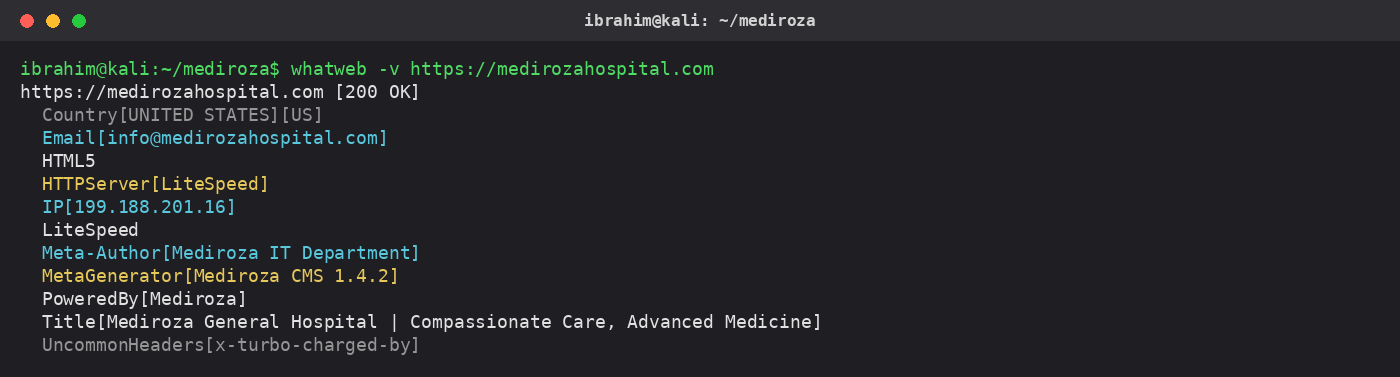 ibrahim@kali: ~/mediroza
ibrahim@kali:~/mediroza$ whatweb -v https://medirozahospital.com
https://medirozahospital.com [200 OK]
Country[UNITED STATES][US]
Email[info@medirozahospital.com]
HTML5
HTTPServer[LiteSpeed]
IP[199.188.201.16]
LiteSpeed
Meta-Author[Mediroza IT Department]
MetaGenerator[Mediroza CMS 1.4.2]
PoweredBy[Mediroza]
Title[Mediroza General Hospital | Compassionate Care, Advanced Medicine]
UncommonHeaders[x-turbo-charged-by]